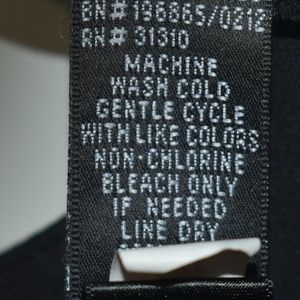 RN# 31310
MACHINE
WASH COLD
GENTLE CYCLE
WITH LIKE COLORS
NON-CHLORINE
BLEACH ONLY
IF NEEDED
LINE DRY